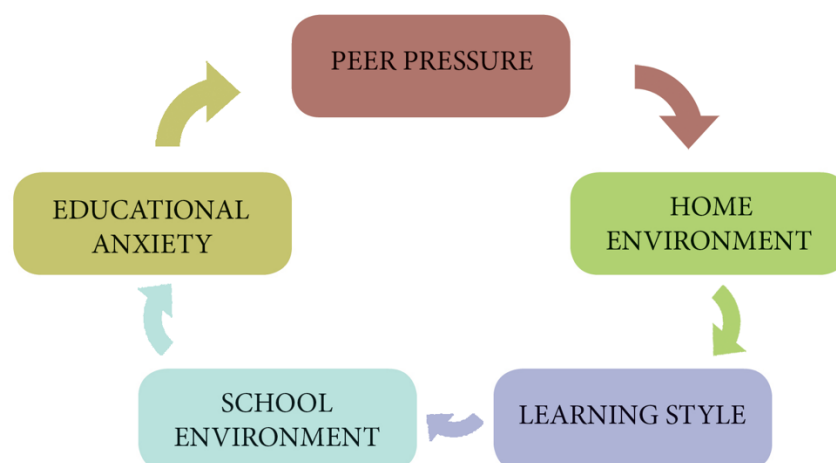 PEER PRESSURE
HOME
ENVIRONMENT
LEARNING STYLE
SCHOOL
ENVIRONMENT
EDUCATIONAL
ANXIETY